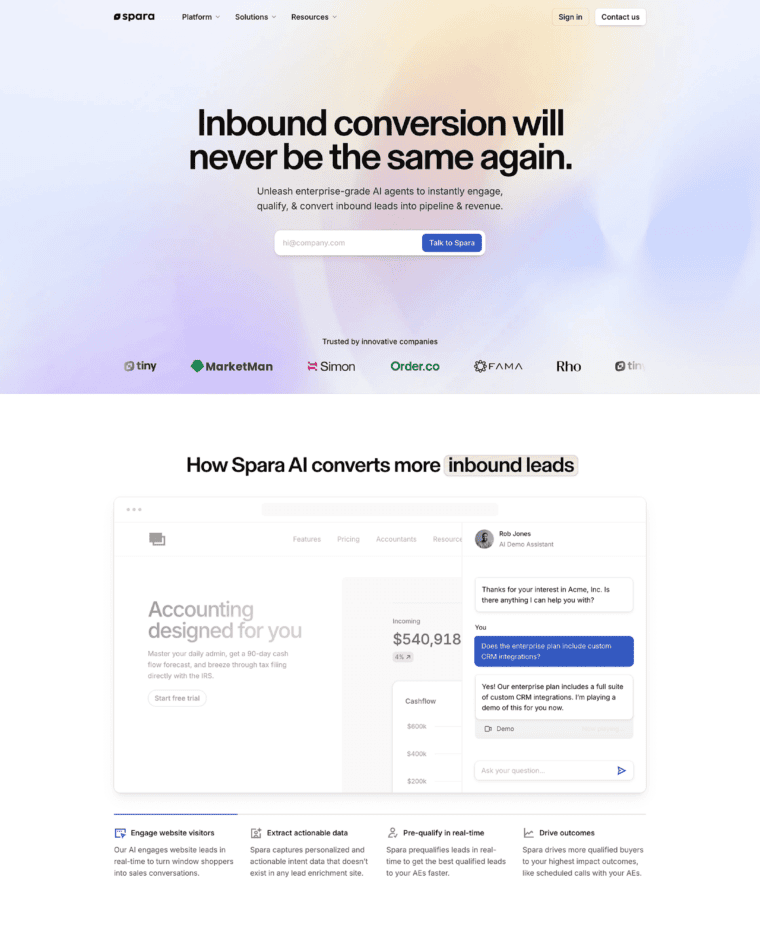 spara
Platform
Solutions
Resources
Sign in
Contact us
Inbound conversion will
never be the same again.
Unleash enterprise-grade AI agents to instantly engage,
qualify, & convert inbound leads into pipeline & revenue.
Talk to Spara
Trusted by innovative companies
tiny
MarketMan
Simon
Order.co
FAMA
Rho
tiny
How Spara AI converts more inbound leads
Features
Pricing
Accountants
Resource
Accounting
designed for you
Master your daily admin, get a 90-day cash
flow forecast, and breeze through tax filing
directly with the IRS.
Start free trial
Incoming
$540,918
4%
Cashflow
$600k
$400k
$200k
Rob Jones
AI Demo Assistant
Thanks for your interest in Acme, Inc. Is
there anything I can help you with?
You
Does the enterprise plan include custom
CRM integrations?
Yes! Our enterprise plan includes a full suite
of custom CRM integrations. I'm playing a
demo of this for you now.
Demo
Ask your question...
Engage website visitors
Our AI engages website leads in
real-time to turn window shoppers
into sales conversations.
Extract actionable data
Spara captures personalized and
actionable intent data that doesn't
exist in any lead enrichment site.
Pre-qualify in real-time
Spara prequalifies leads in real-
time to get the best qualified leads
to your AEs faster.
Drive outcomes
Spara drives more qualified buyers
to your highest impact outcomes,
like scheduled calls with your AEs.